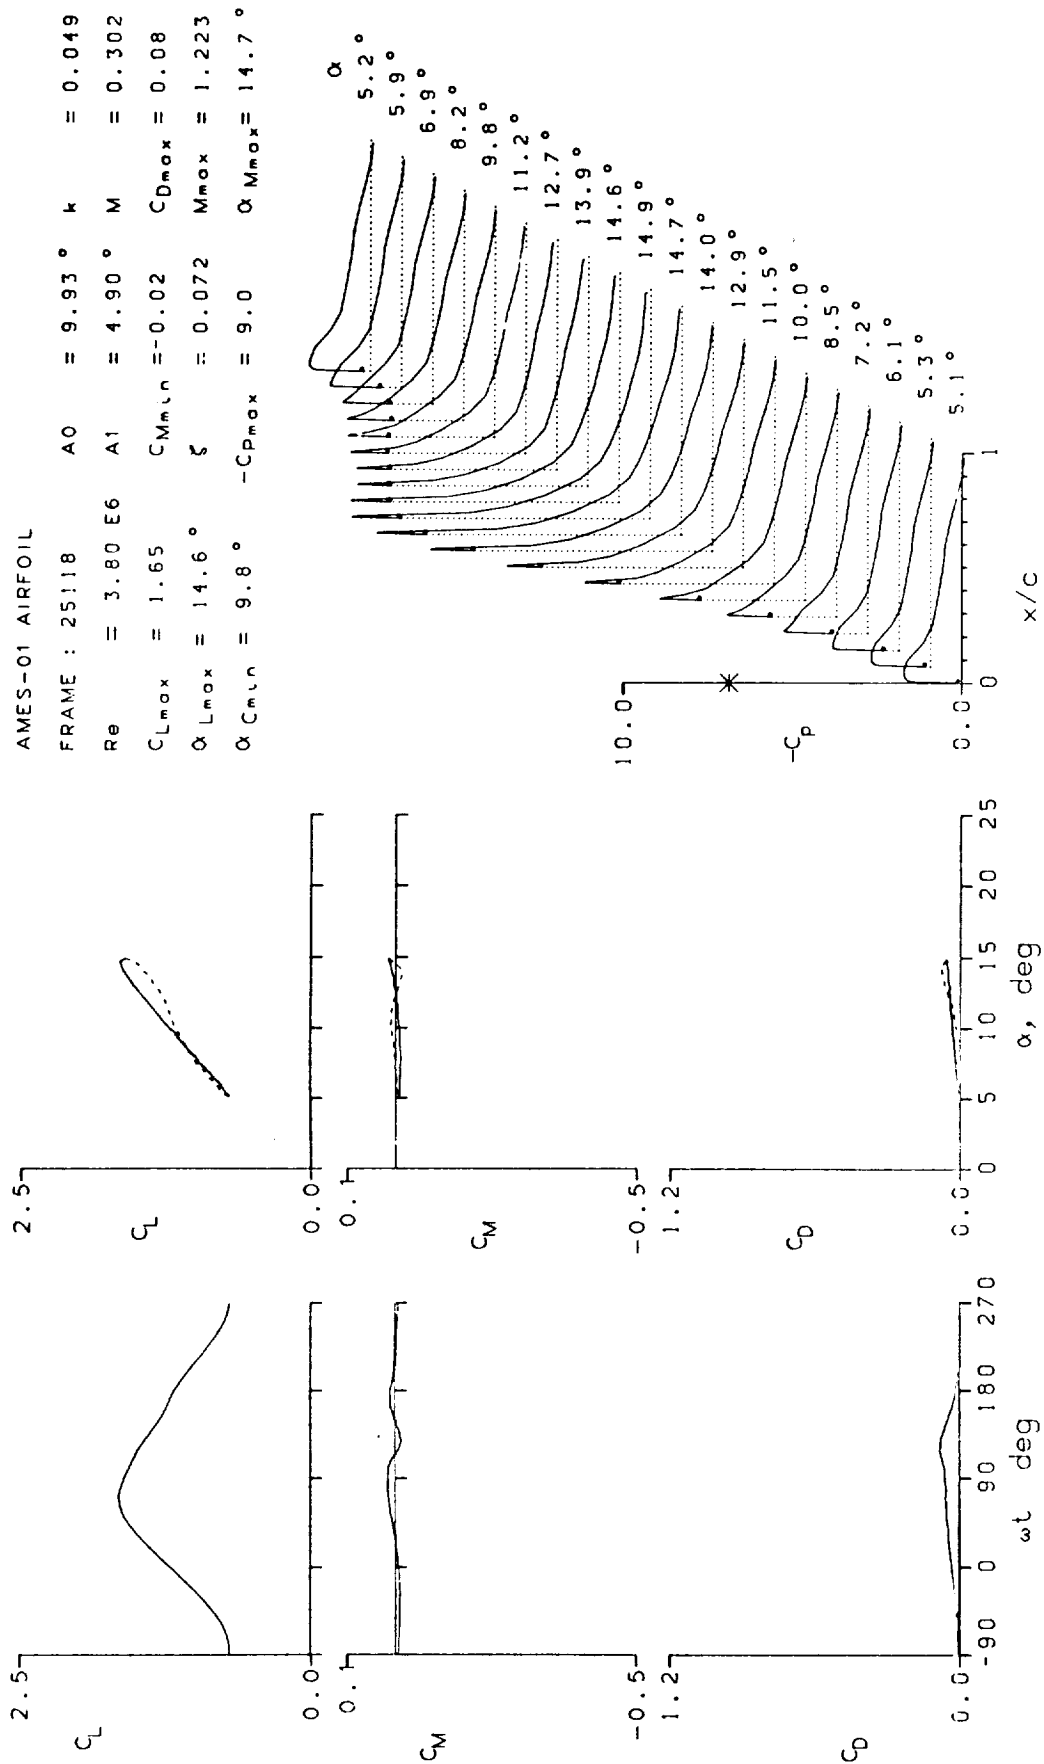 AMES-01 AIRFOIL
FRAME : 25118 A0 = 9.93° k = 0.049
Re = 3.80 E6 A1 = 4.90° M = 0.302
CLmax = 1.65 CMmin =-0.02 CDmax = 0.08
αLmax = 14.6° ζ = 0.072 Mmax = 1.223
αCmin = 9.8° -CPmax = 9.0 αMmax= 14.7°
2.5
CL
0.0
0.1
CM
-0.5
1.2
CD
0.0
-90 0 90 180 270
ωt deg
2.5
CL
0.0
0.1
CM
-0.5
1.2
CD
0.0
0 5 10 15 20 25
α, deg
α
5.2°
5.9°
6.9°
8.2°
9.8°
11.2°
12.7°
13.9°
14.6°
14.9°
14.7°
14.0°
12.9°
11.5°
10.0°
8.5°
7.2°
6.1°
5.3°
5.1°
10.0
-Cp
0.0
0 1
x/c